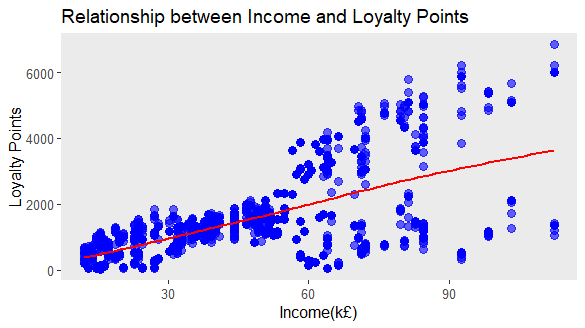 Relationship between Income and Loyalty Points
6000
4000
2000
0
Loyalty Points
30
60
90
Income(k£)